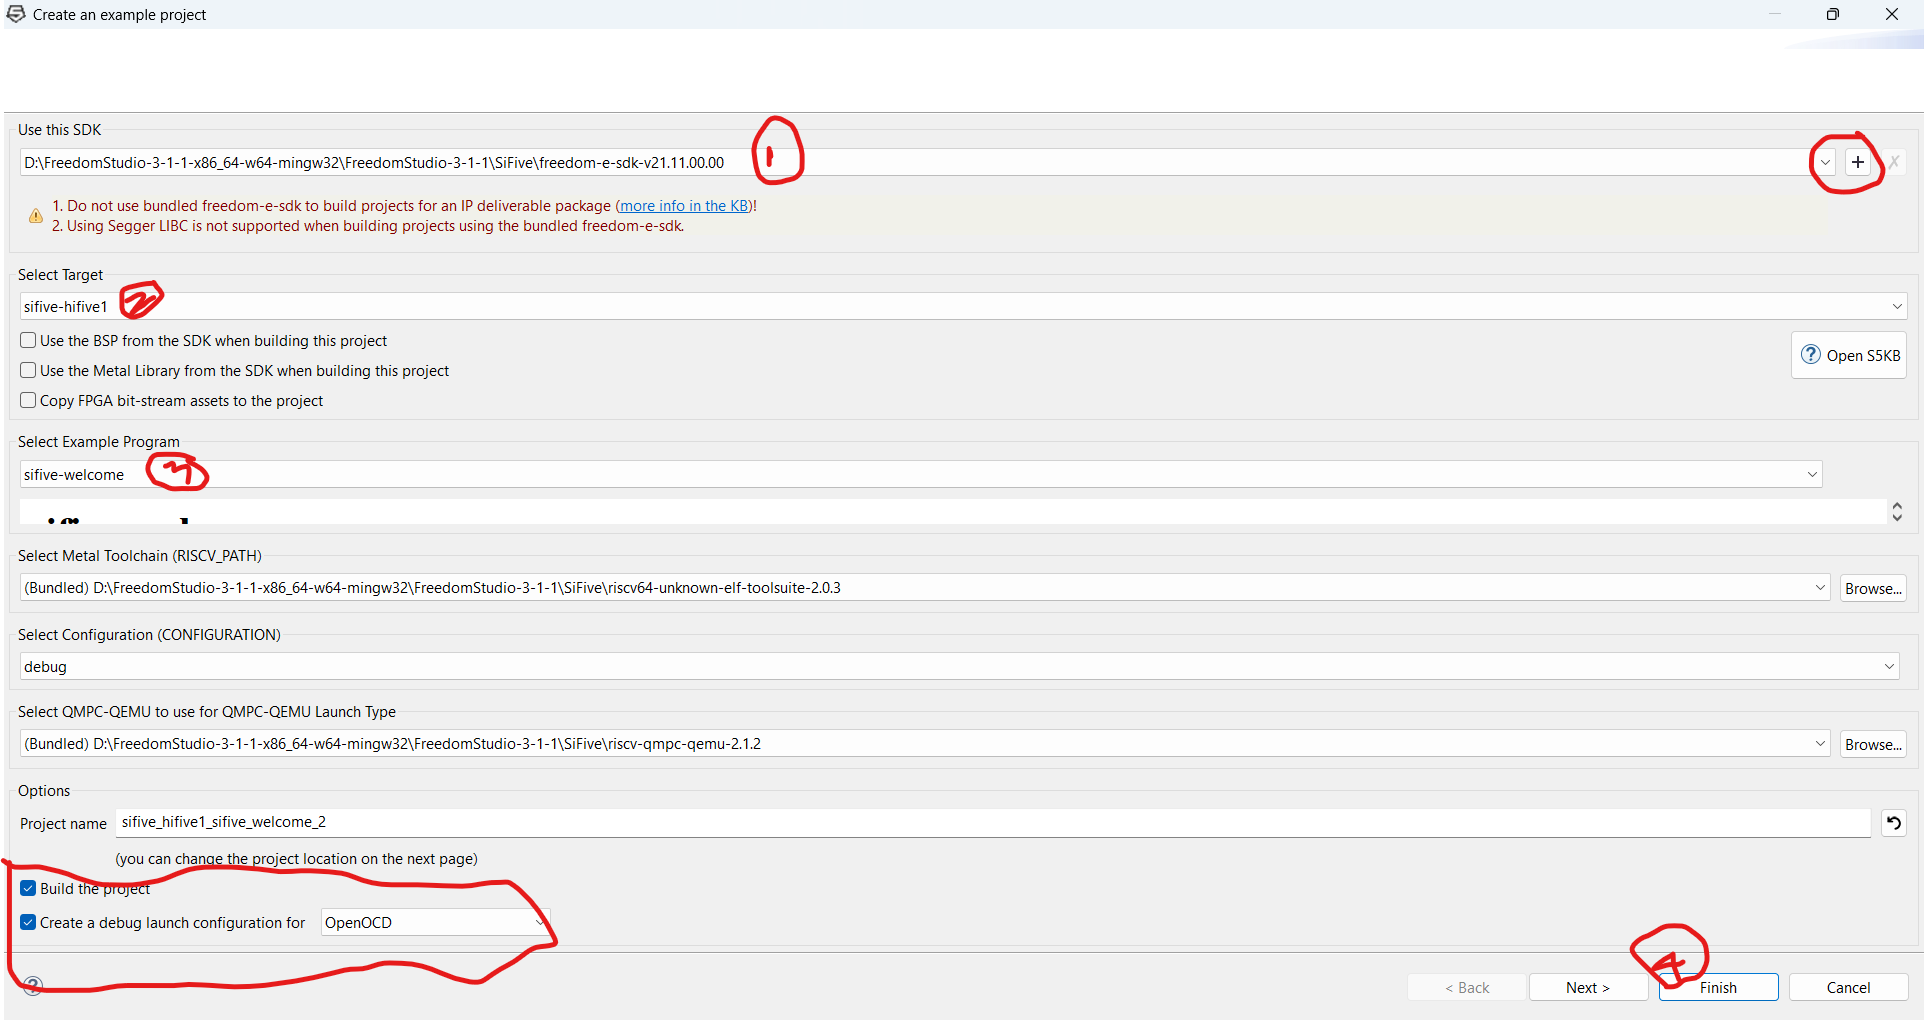 Create an example project
Use this SDK
D:\FreedomStudio-3-1-1-x86_64-w64-mingw32\FreedomStudio-3-1-1\SiFive\freedom-e-sdk-v21.11.00.00
1
1. Do not use bundled freedom-e-sdk to build projects for an IP deliverable package (more info in the KB)!
2. Using Segger LIBC is not supported when building projects using the bundled freedom-e-sdk.
Select Target
sifive-hifive1
2
Use the BSP from the SDK when building this project
Open S5KB
Use the Metal Library from the SDK when building this project
Copy FPGA bit-stream assets to the project
Select Example Program
sifive-welcome
3
Select Metal Toolchain (RISCV_PATH)
(Bundled) D:\FreedomStudio-3-1-1-x86_64-w64-mingw32\FreedomStudio-3-1-1\SiFive\riscv64-unknown-elf-toolsuite-2.0.3
Browse...
Select Configuration (CONFIGURATION)
debug
Select QMPC-QEMU to use for QMPC-QEMU Launch Type
(Bundled) D:\FreedomStudio-3-1-1-x86_64-w64-mingw32\FreedomStudio-3-1-1\SiFive\riscv-qmpc-qemu-2.1.2
Browse...
Options
Project name
sifive_hifive1_sifive_welcome_2
(you can change the project location on the next page)
Build the project
Create a debug launch configuration for
OpenOCD
4
< Back
Next >
Finish
Cancel